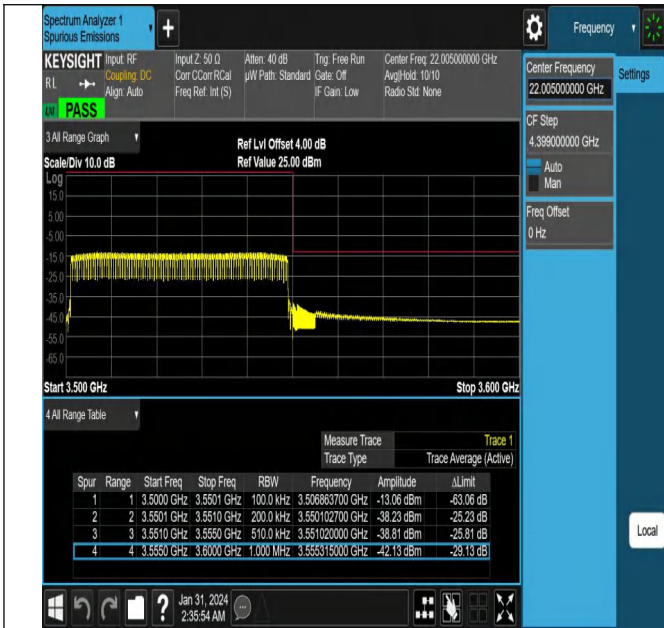 Spectrum Analyzer 1
Spurious Emissions
+
Frequency
KEYSIGHT Input: RF Input Z: 50 Ω Atten: 40 dB Trig: Free Run Center Freq: 22.005000000 GHz
RL Coupling: DC Corr CCorr RCal µW Path: Standard Gate: Off Avg|Hold: 10/10
Align: Auto Freq Ref: Int (S) IF Gain: Low Radio Std: None
PASS
Center Frequency
22.005000000 GHz
Settings
CF Step
4.399000000 GHz
Auto
Man
Freq Offset
0 Hz
Local
3 All Range Graph
Ref Lvl Offset 4.00 dB
Scale/Div 10.0 dB Ref Value 25.00 dBm
Log
15.0
5.00
-5.00
-15.0
-25.0
-35.0
-45.0
-55.0
-65.0
Start 3.500 GHz Stop 3.600 GHz
4 All Range Table
Measure Trace Trace 1
Trace Type Trace Average (Active)
Spur Range Start Freq Stop Freq RBW Frequency Amplitude ΔLimit
1 1 3.5000 GHz 3.5501 GHz 100.0 kHz 3.506863700 GHz -13.06 dBm -63.06 dB
2 2 3.5501 GHz 3.5510 GHz 200.0 kHz 3.550102700 GHz -38.23 dBm -25.23 dB
3 3 3.5510 GHz 3.5550 GHz 510.0 kHz 3.551020000 GHz -38.81 dBm -25.81 dB
4 4 3.5550 GHz 3.6000 GHz 1.000 MHz 3.555315000 GHz -42.13 dBm -29.13 dB
? Jan 31, 2024
2:35:54 AM